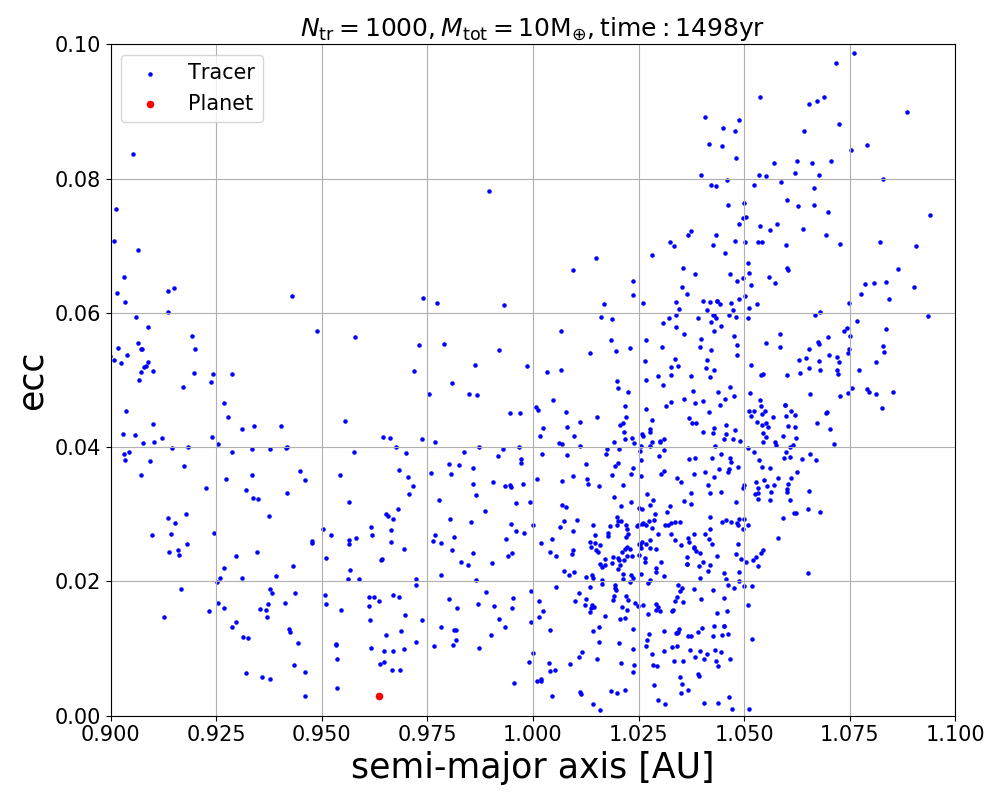 N_tr = 1000, M_tot = 10M_⊕, time : 1498yr
Tracer
Planet
0.10
0.08
0.06
0.04
0.02
0.00
ecc
0.900 0.925 0.950 0.975 1.000 1.025 1.050 1.075 1.100
semi-major axis [AU]